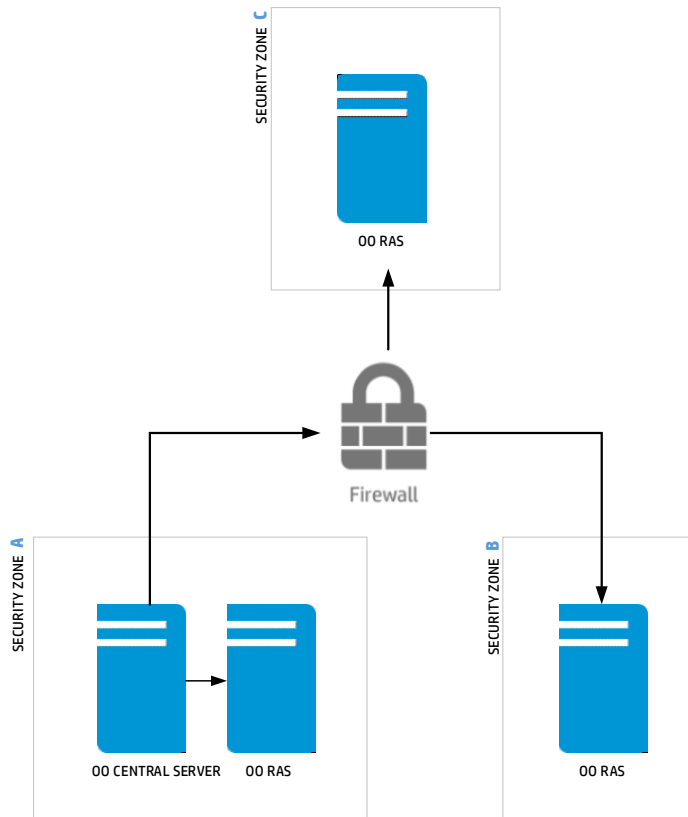 SECURITY ZONE C
OO RAS
Firewall
SECURITY ZONE A
OO CENTRAL SERVER
OO RAS
SECURITY ZONE B
OO RAS